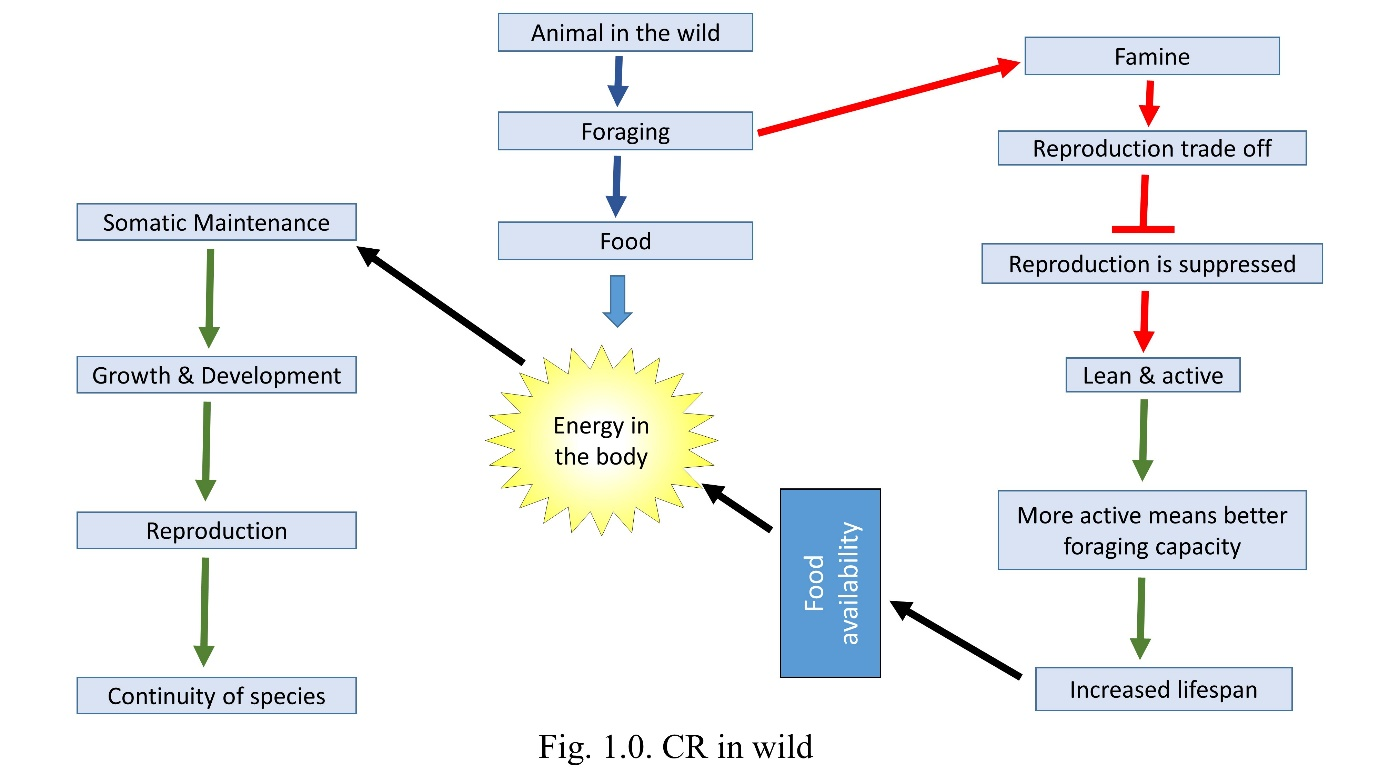 Animal in the wild
Foraging
Food
Energy in
the body
Somatic Maintenance
Growth & Development
Reproduction
Continuity of species
Famine
Reproduction trade off
Reproduction is suppressed
Lean & active
More active means better
foraging capacity
Increased lifespan
Food
availability
Fig. 1.0. CR in wild